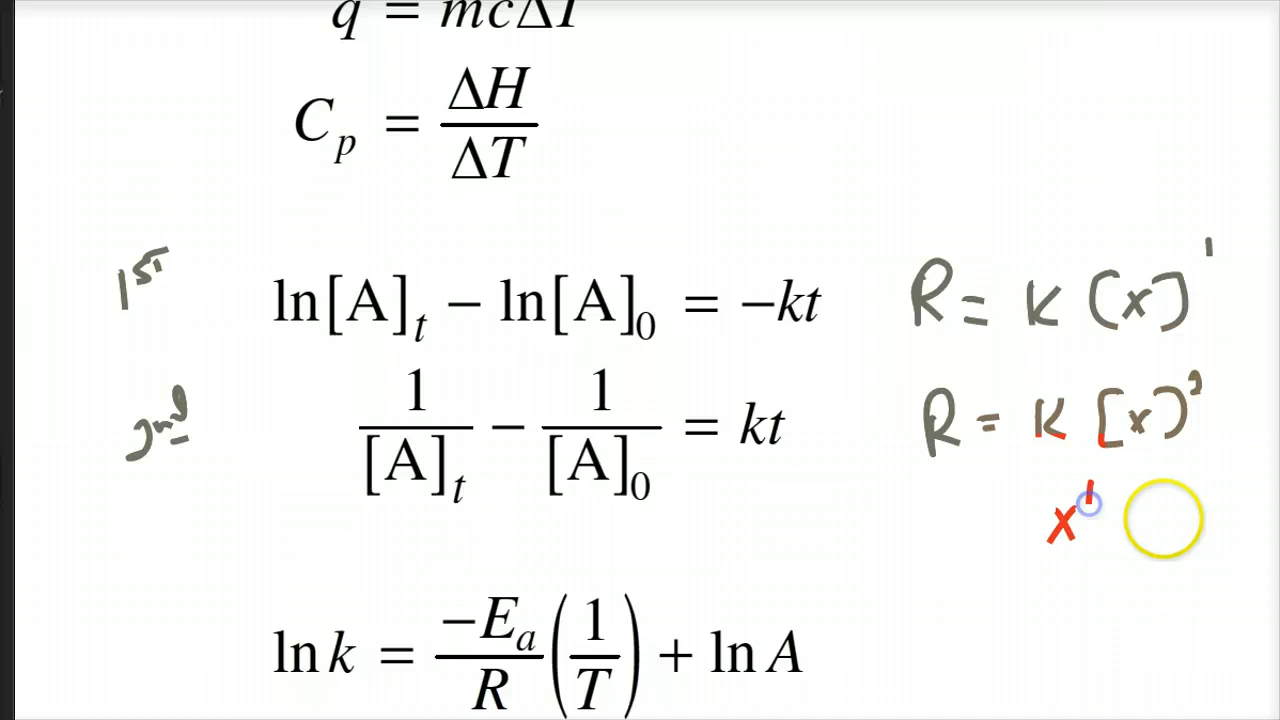 q = mcΔT
C_p = ΔH/ΔT
1st ln[A]_t − ln[A]_0 = −kt R = k (x]^1
2nd 1/[A]_t − 1/[A]_0 = kt R = k [x]^2
x^1
ln k = −E_a/R (1/T) + ln A